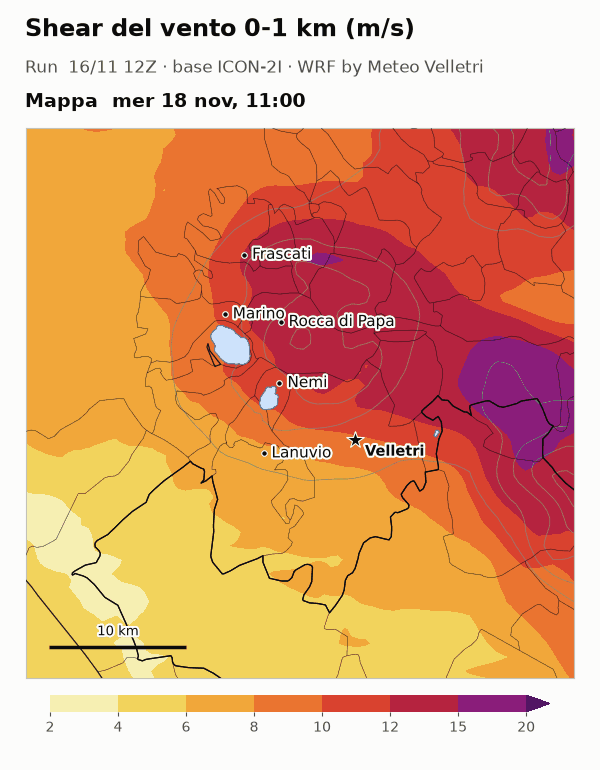 Shear del vento 0-1 km (m/s)
Run  16/11 12Z · base ICON-2I · WRF by Meteo Velletri
Mappa  mer 18 nov, 11:00
Frascati
Marino
Rocca di Papa
Nemi
Velletri
Lanuvio
10 km
2 4 6 8 10 12 15 20